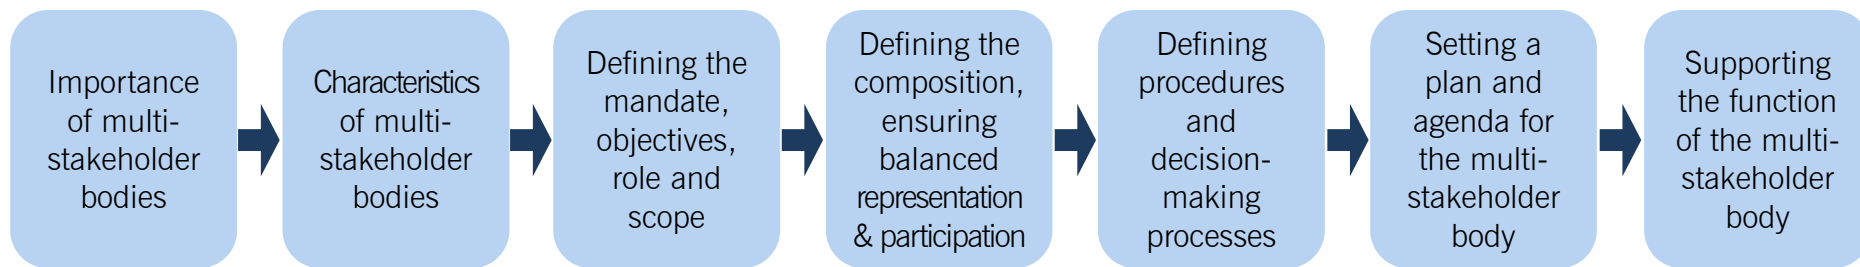 Importance
of multi-
stakeholder
bodies
Characteristics
of multi-
stakeholder
bodies
Defining the
mandate,
objectives,
role and
scope
Defining the
composition,
ensuring
balanced
representation
& participation
Defining
procedures
and
decision-
making
processes
Setting a
plan and
agenda for
the multi-
stakeholder
body
Supporting
the function
of the multi-
stakeholder
body